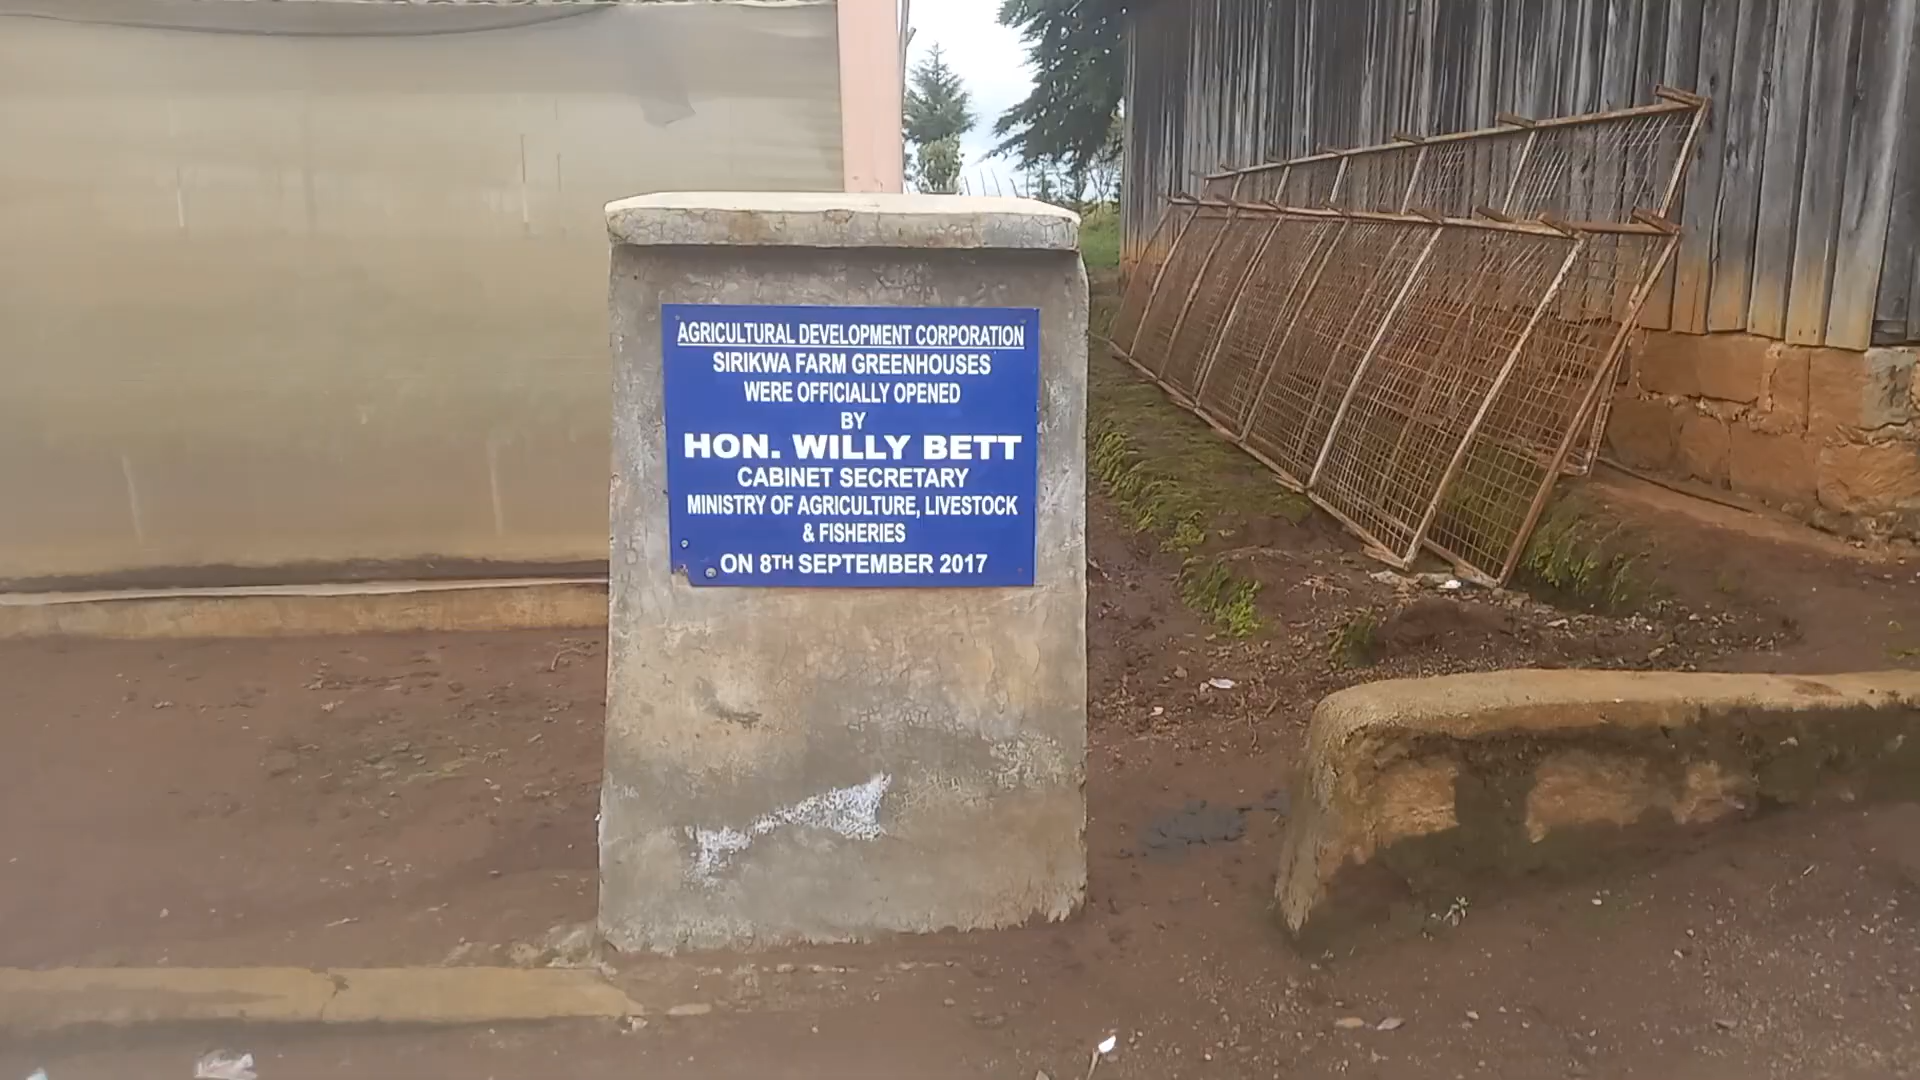 AGRICULTURAL DEVELOPMENT CORPORATION
SIRIKWA FARM GREENHOUSES
WERE OFFICIALLY OPENED
BY
HON. WILLY BETT
CABINET SECRETARY
MINISTRY OF AGRICULTURE, LIVESTOCK
& FISHERIES
ON 8TH SEPTEMBER 2017